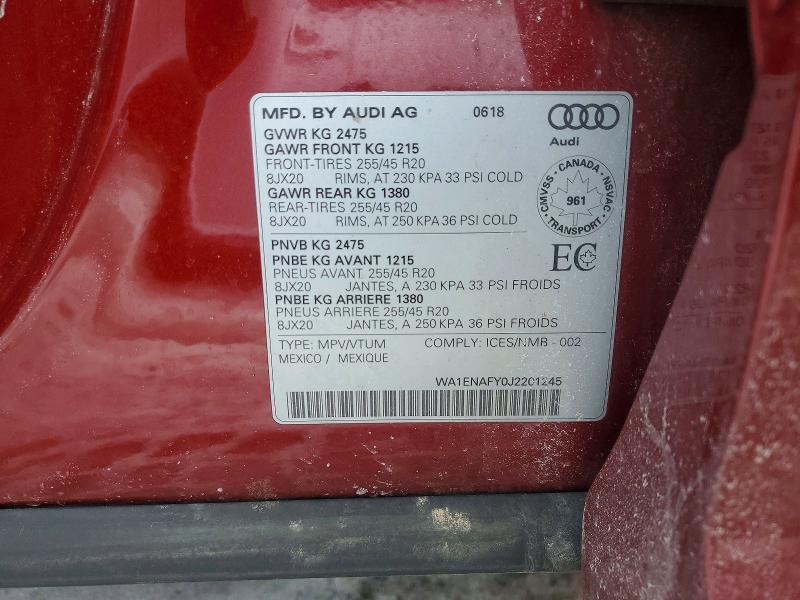 MFD. BY AUDI AG 0618
Audi
GVWR KG 2475
GAWR FRONT KG 1215
FRONT-TIRES 255/45 R20
8JX20 RIMS, AT 230 KPA 33 PSI COLD
GAWR REAR KG 1380
REAR-TIRES 255/45 R20
8JX20 RIMS, AT 250 KPA 36 PSI COLD
CMVSS - CANADA - NSVAC
961
TRANSPORT
PNVB KG 2475
PNBE KG AVANT 1215
PNEUS AVANT 255/45 R20
8JX20 JANTES, A 230 KPA 33 PSI FROIDS
PNBE KG ARRIERE 1380
PNEUS ARRIERE 255/45 R20
8JX20 JANTES, A 250 KPA 36 PSI FROIDS
EC
TYPE: MPV/VTUM COMPLY: ICES/NMB - 002
MEXICO / MEXIQUE
WA1ENAFY0J2201245